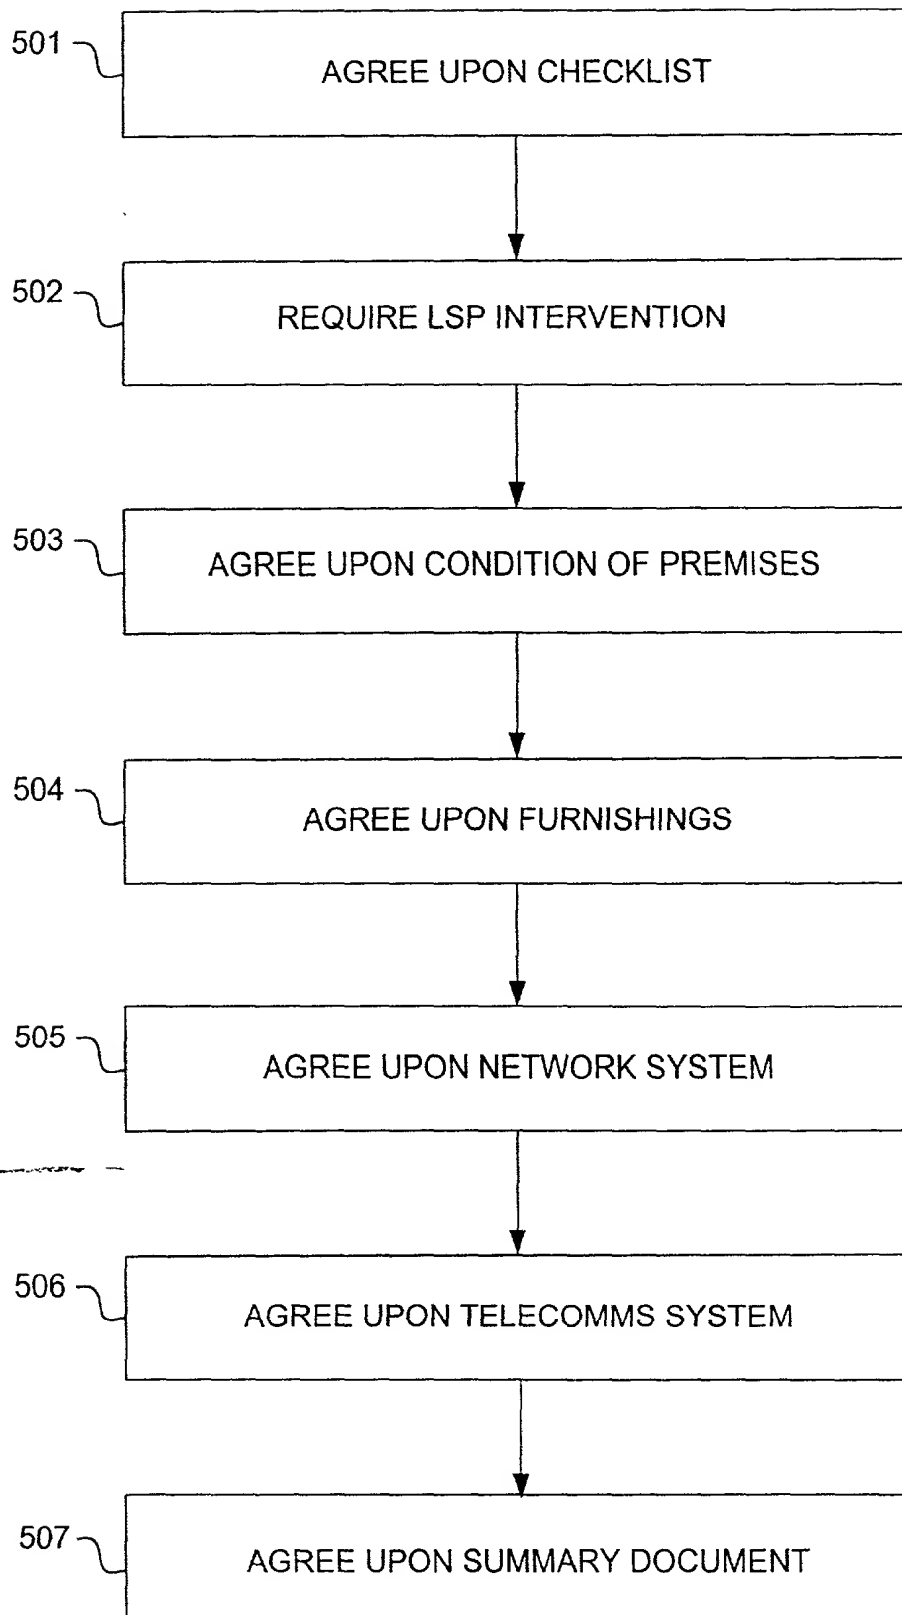 501
AGREE UPON CHECKLIST
502
REQUIRE LSP INTERVENTION
503
AGREE UPON CONDITION OF PREMISES
504
AGREE UPON FURNISHINGS
505
AGREE UPON NETWORK SYSTEM
506
AGREE UPON TELECOMMS SYSTEM
507
AGREE UPON SUMMARY DOCUMENT